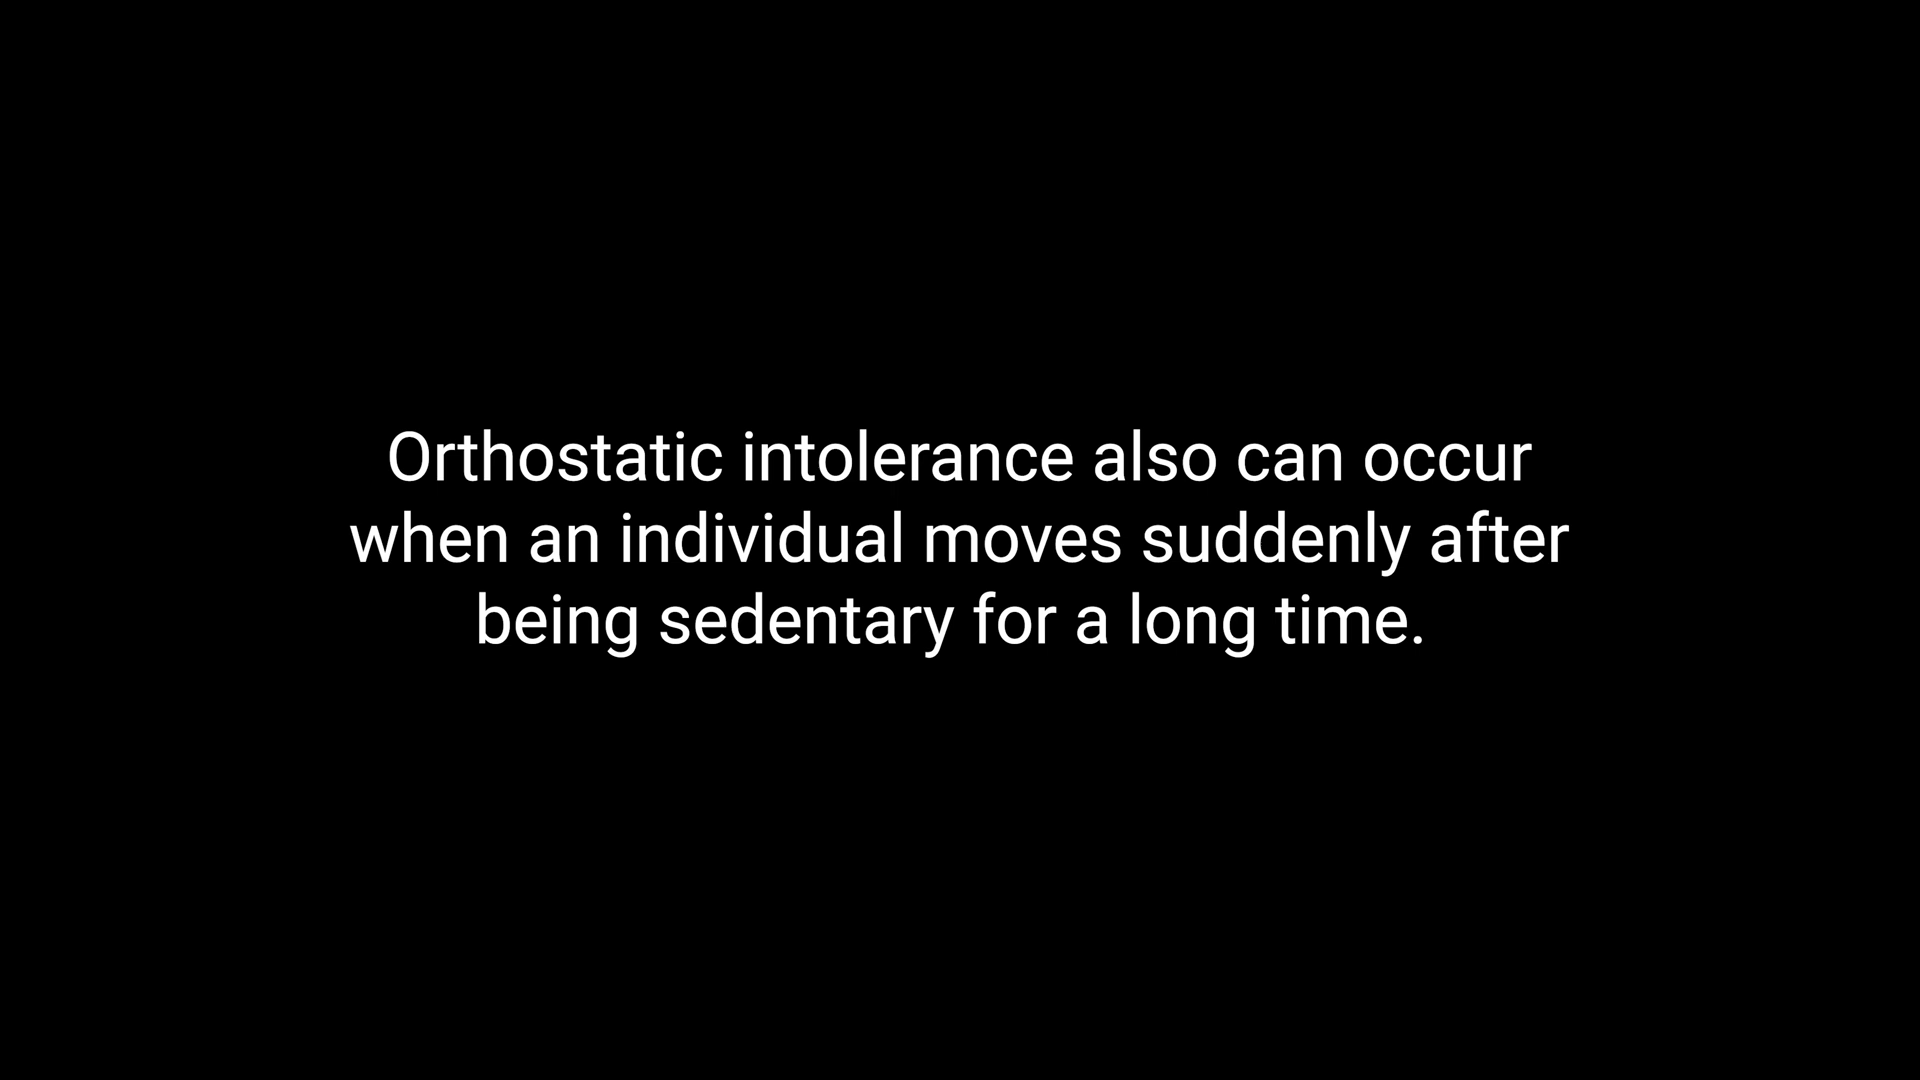 Orthostatic intolerance also can occur
when an individual moves suddenly after
being sedentary for a long time.